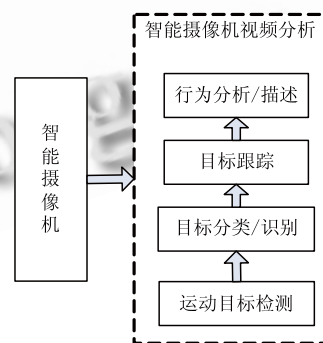 智能摄像机视频分析
行为分析/描述
智能摄像机
目标跟踪
目标分类/识别
运动目标检测